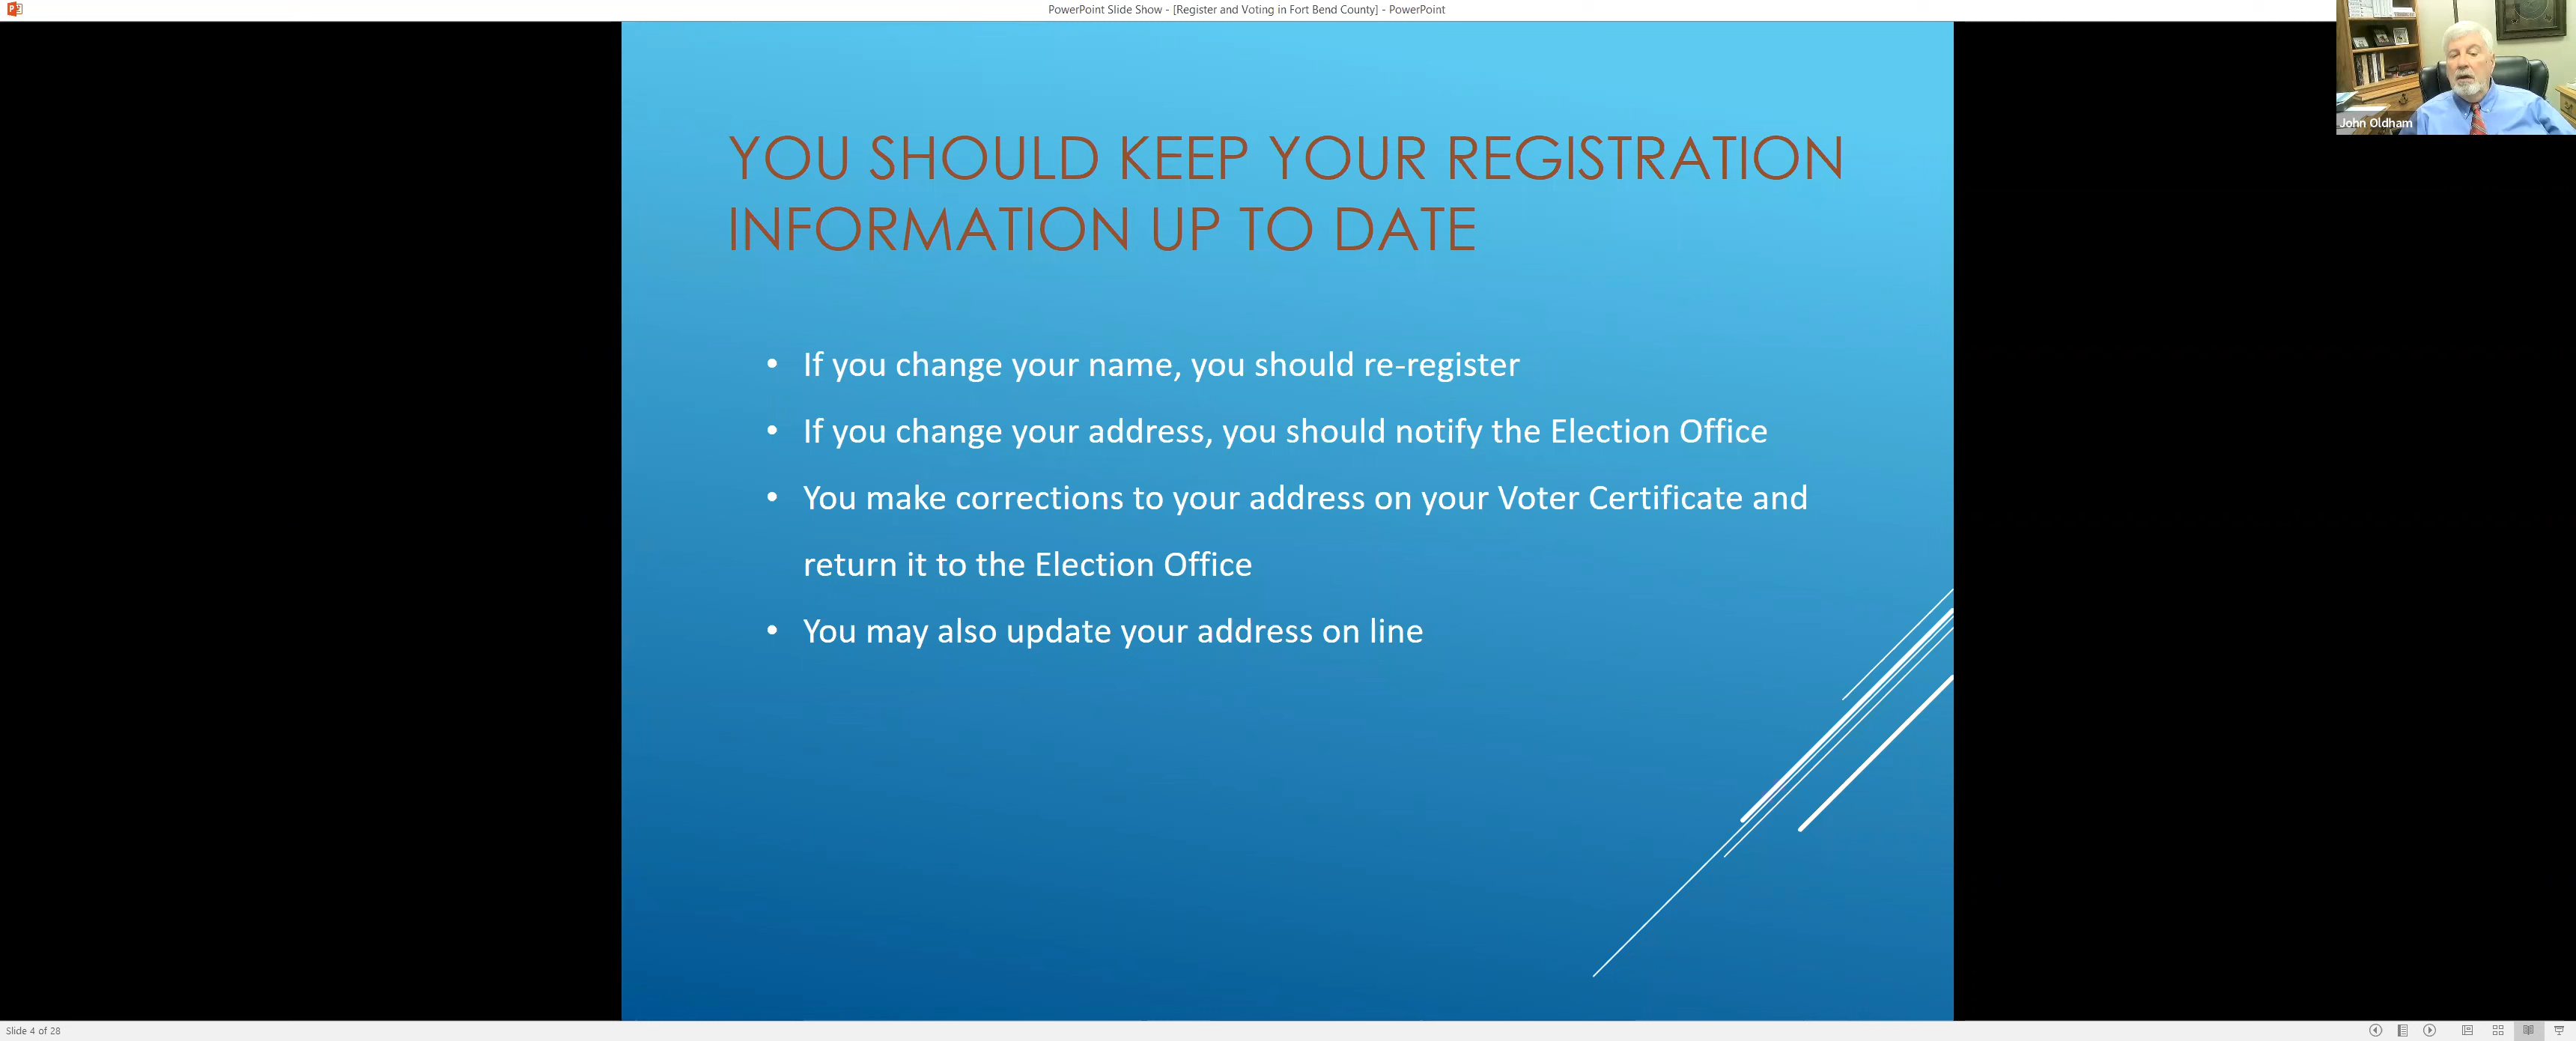 PowerPoint Slide Show - [Register and Voting in Fort Bend County] - PowerPoint
John Oldham
YOU SHOULD KEEP YOUR REGISTRATION
INFORMATION UP TO DATE
• If you change your name, you should re-register
• If you change your address, you should notify the Election Office
• You make corrections to your address on your Voter Certificate and
return it to the Election Office
• You may also update your address on line
Slide 4 of 28